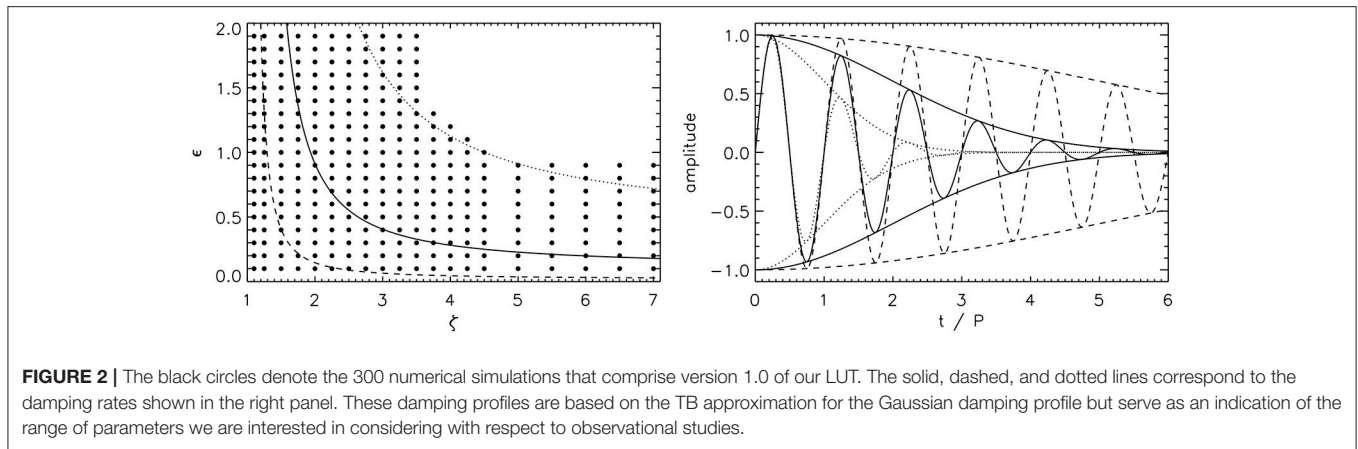 2.0
1.5
1.0
0.5
0.0
ϵ
1 2 3 4 5 6 7
ζ
1.0
0.5
0.0
−0.5
−1.0
amplitude
0 1 2 3 4 5 6
t / P
FIGURE 2 | The black circles denote the 300 numerical simulations that comprise version 1.0 of our LUT. The solid, dashed, and dotted lines correspond to the
damping rates shown in the right panel. These damping profiles are based on the TB approximation for the Gaussian damping profile but serve as an indication of the
range of parameters we are interested in considering with respect to observational studies.